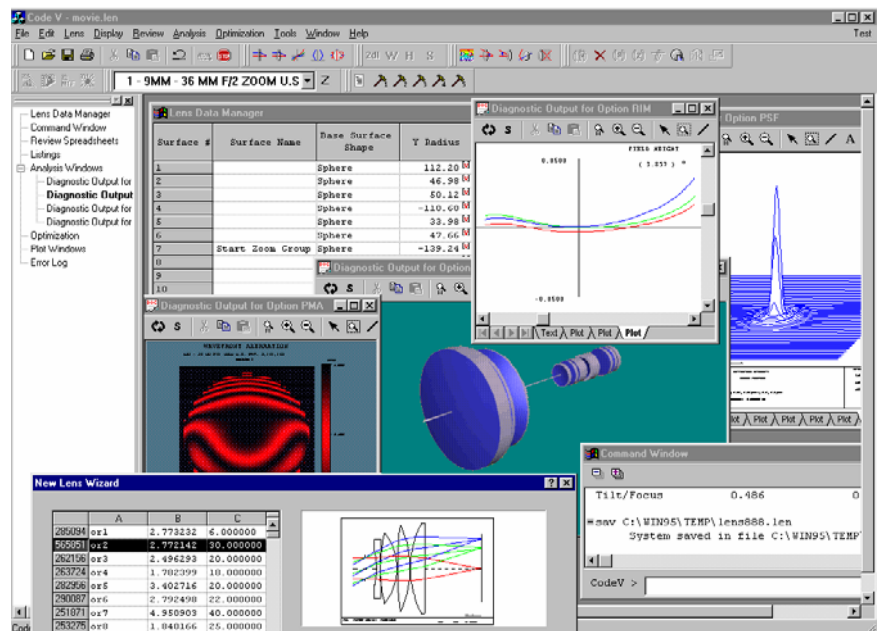 Code V - movie.len
File Edit Lens Display Review Analysis Optimization Tools Window Help
Test
1 - 9MM - 36 MM F/2 ZOOM U.S
Lens Data Manager
Command Window
Review Spreadsheets
Listings
Analysis Windows
Diagnostic Output for
Diagnostic Output
Diagnostic Output for
Diagnostic Output for
Optimization
Plot Windows
Error Log
Lens Data Manager
Surface # Surface Name Base Surface Shape Y Radius
1 Sphere 112.20
2 Sphere 46.98
3 Sphere 50.12
4 Sphere -110.60
5 Sphere 33.98
6 Sphere 47.66
7 Start Zoom Group Sphere -139.24
8
9
10
Diagnostic Output for Option RIM
S
FIELD HEIGHT
0.0500
-0.0500
Text Plot Plot Plot
Option PSF
A
Plot Plot Plot Plot
Diagnostic Output for Option
S
Diagnostic Output for Option PMA
S
WAVEFRONT ABERRATION
Command Window
Tilt/Focus 0.486 0
sav C:\WIN95\TEMP\lens888.len
System saved in file C:\WIN95\TEMP
CodeV >
New Lens Wizard
A B C
285094 or1 2.773232 6.000000
565851 or2 2.772142 30.000000
262156 or3 2.496293 20.000000
263724 or4 1.782399 18.000000
282956 or5 3.402716 20.000000
290087 or6 2.792498 22.000000
251871 or7 4.950903 40.000000
253275 or8 1.840166 25.000000